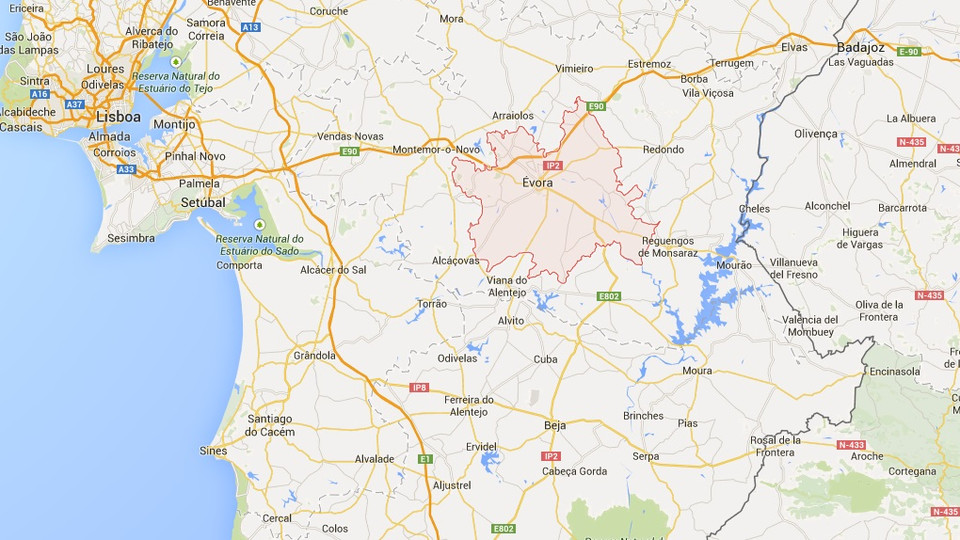 Ericeira
Coruche
Mora
Benavente
A13
Samora
Correia
São João
das Lampas
Alverca do
Ribatejo
Loures
Odivelas
Reserva Natural do
Estuário do Tejo
Sintra
A16
A37
Lisboa
Alcabideche
Cascais
Almada
Montijo
Corroios
Pinhal Novo
A33
Palmela
Setúbal
Sesimbra
Reserva Natural do
Estuário do Sado
Comporta
Vimieiro
Estremoz
Elvas
Badajoz
E-90
Las Vaguadas
Terrugem
Borba
Vila Viçosa
E90
Arraiolos
Vendas Novas
E90
Montemor-o-Novo
IP2
Redondo
Évora
Olivença
La Albuera
N-435
Almendral
Cheles
Alconchel
Barcarrota
Higuera
de Vargas
Reguengos
de Monsaraz
Mourão
Villanueva
del Fresno
N-435
Oliva de la
Frontera
Valencia del
Mombuey
Alcáçovas
Alcácer do Sal
Viana do
Alentejo
E802
Torrão
Alvito
Grândola
Odivelas
Cuba
Moura
Encinasola
IP8
Ferreira do
Alentejo
Santiago
do Cacém
Beja
Brinches
Pias
Sines
Ervidel
Rosal de la
Frontera
N-433
Aroche
Alvalade
E1
IP2
Serpa
Cabeça Gorda
Cortegana
Aljustrel
N-435
Cercal
Colos
E802